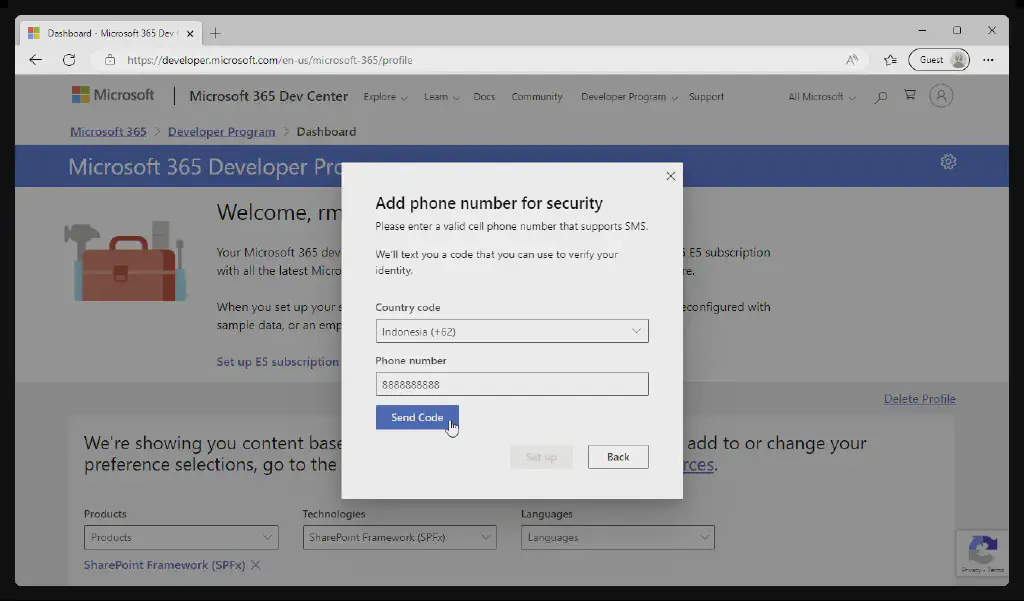 Dashboard - Microsoft 365 Dev
https://developer.microsoft.com/en-us/microsoft-365/profile
Guest
Microsoft
Microsoft 365 Dev Center
Explore
Learn
Docs
Community
Developer Program
Support
All Microsoft
Microsoft 365 > Developer Program > Dashboard
Microsoft 365 Developer Pro
Welcome, rm
Your Microsoft 365 dev
E5 subscription
with all the latest Micro
re.
When you set up your s
econfigured with
sample data, or an emp
Set up E5 subscription
Add phone number for security
Please enter a valid cell phone number that supports SMS.
We'll text you a code that you can use to verify your
identity.
Country code
Indonesia (+62)
Phone number
8888888888
Send Code
Set up
Back
Delete Profile
We're showing you content base
add to or change your
preference selections, go to the
rces.
Products
Technologies
Languages
Products
SharePoint Framework (SPFx)
Languages
SharePoint Framework (SPFx)
Privacy - Terms